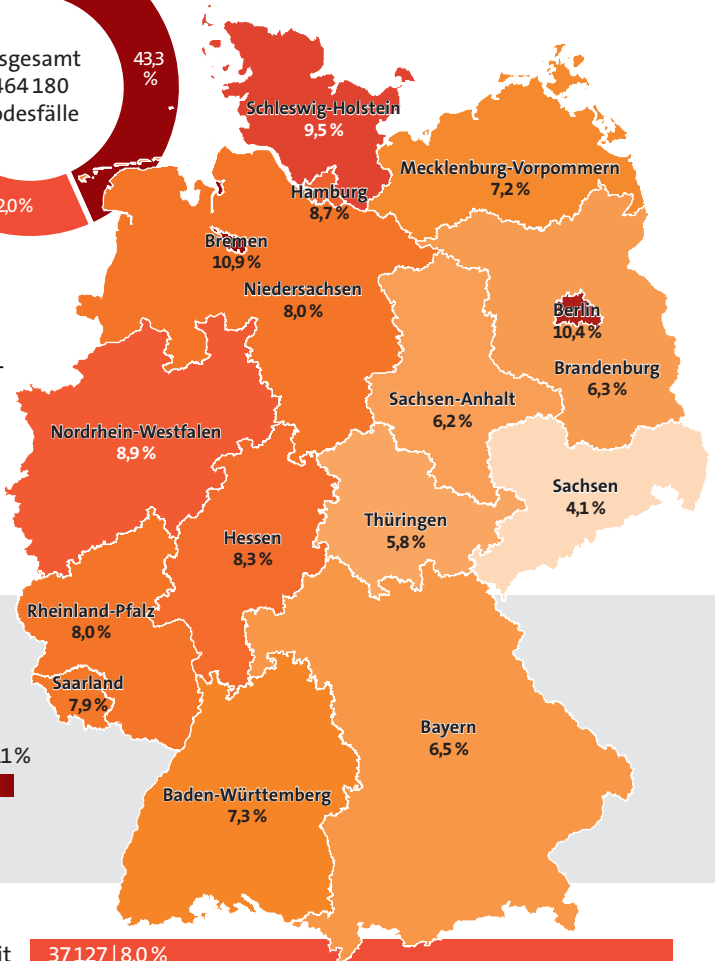 43,3
%
sgesamt
464 180
odesfälle
2,0%
Schleswig-Holstein
9,5 %
Mecklenburg-Vorpommern
7,2 %
Hamburg
8,7 %
Bremen
10,9 %
Niedersachsen
8,0 %
Berlin
10,4 %
Brandenburg
6,3 %
Sachsen-Anhalt
6,2 %
Nordrhein-Westfalen
8,9 %
Sachsen
4,1 %
Thüringen
5,8 %
Hessen
8,3 %
Rheinland-Pfalz
8,0 %
Saarland
7,9 %
Bayern
6,5 %
1%
Baden-Württemberg
7,3 %
it
37 127 | 8,0 %